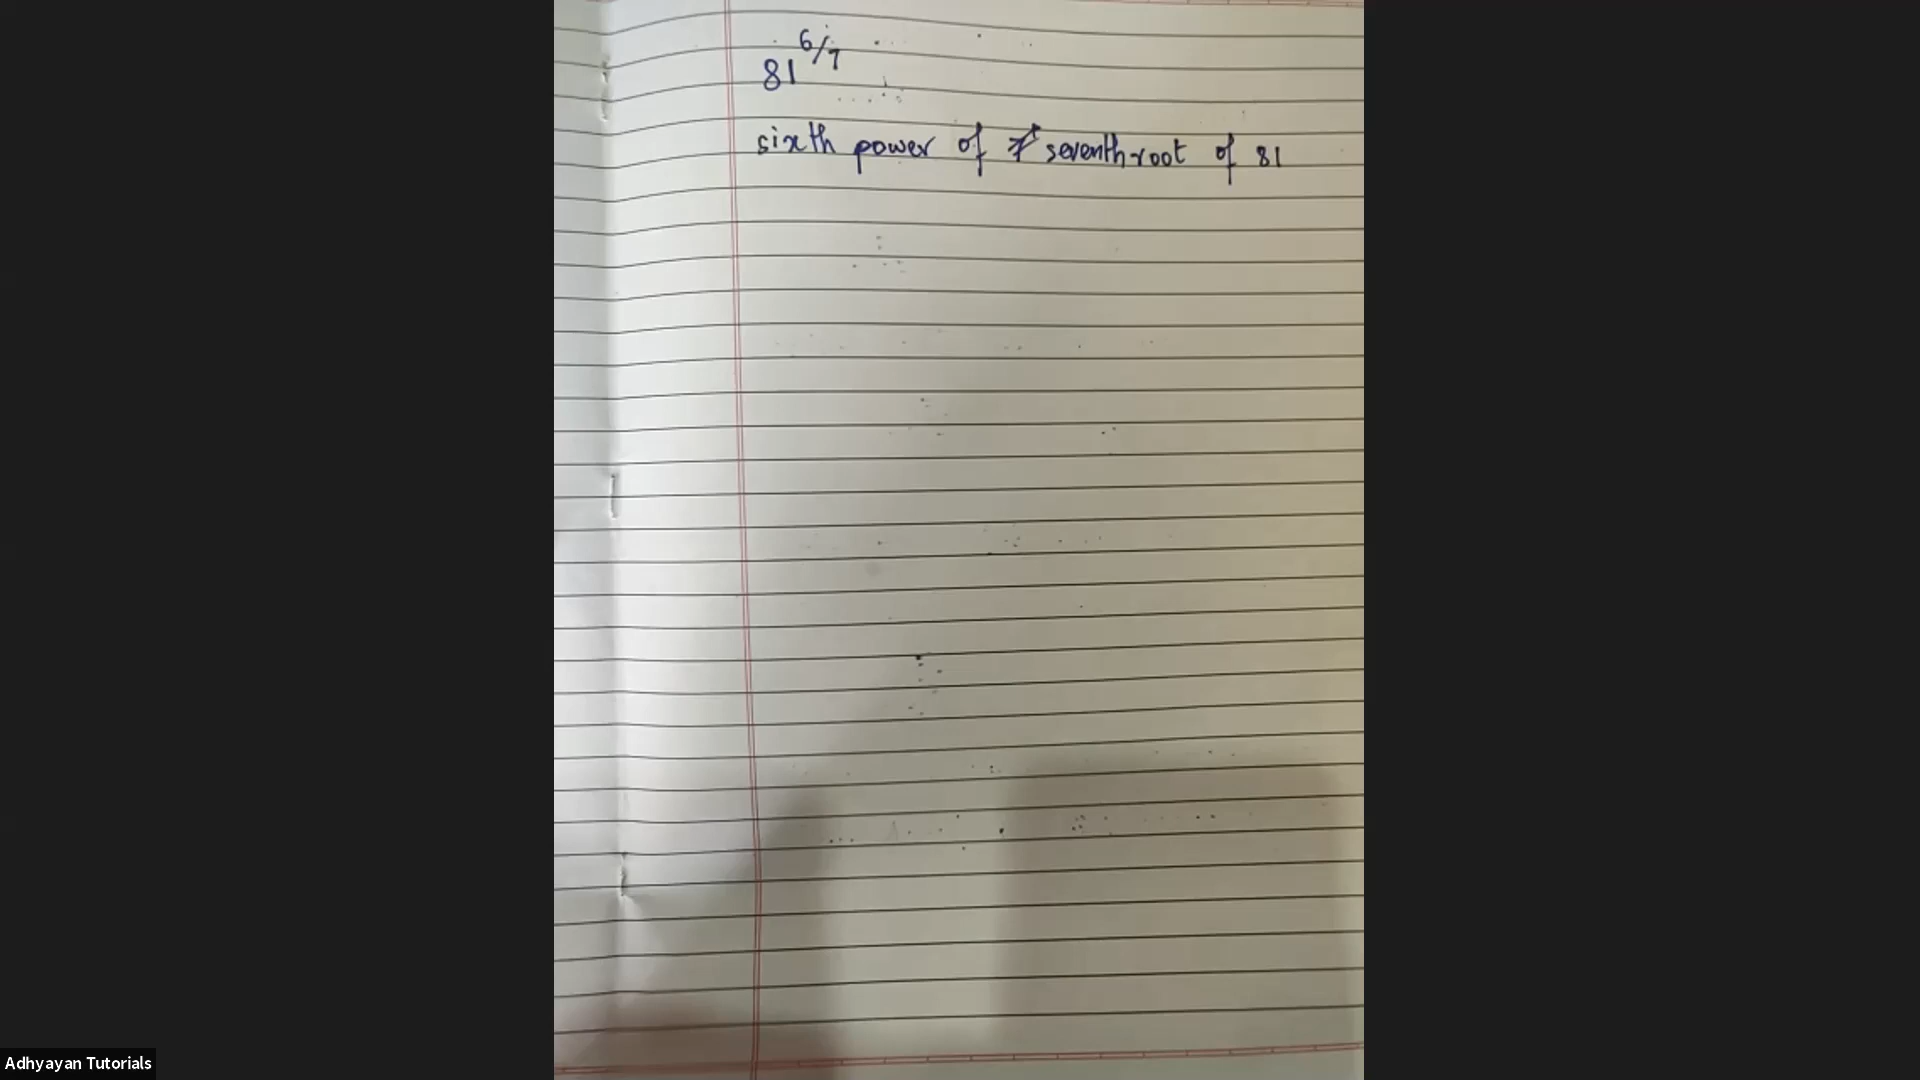 81^6/7
sixth power of seventh root of 81
Adhyayan Tutorials